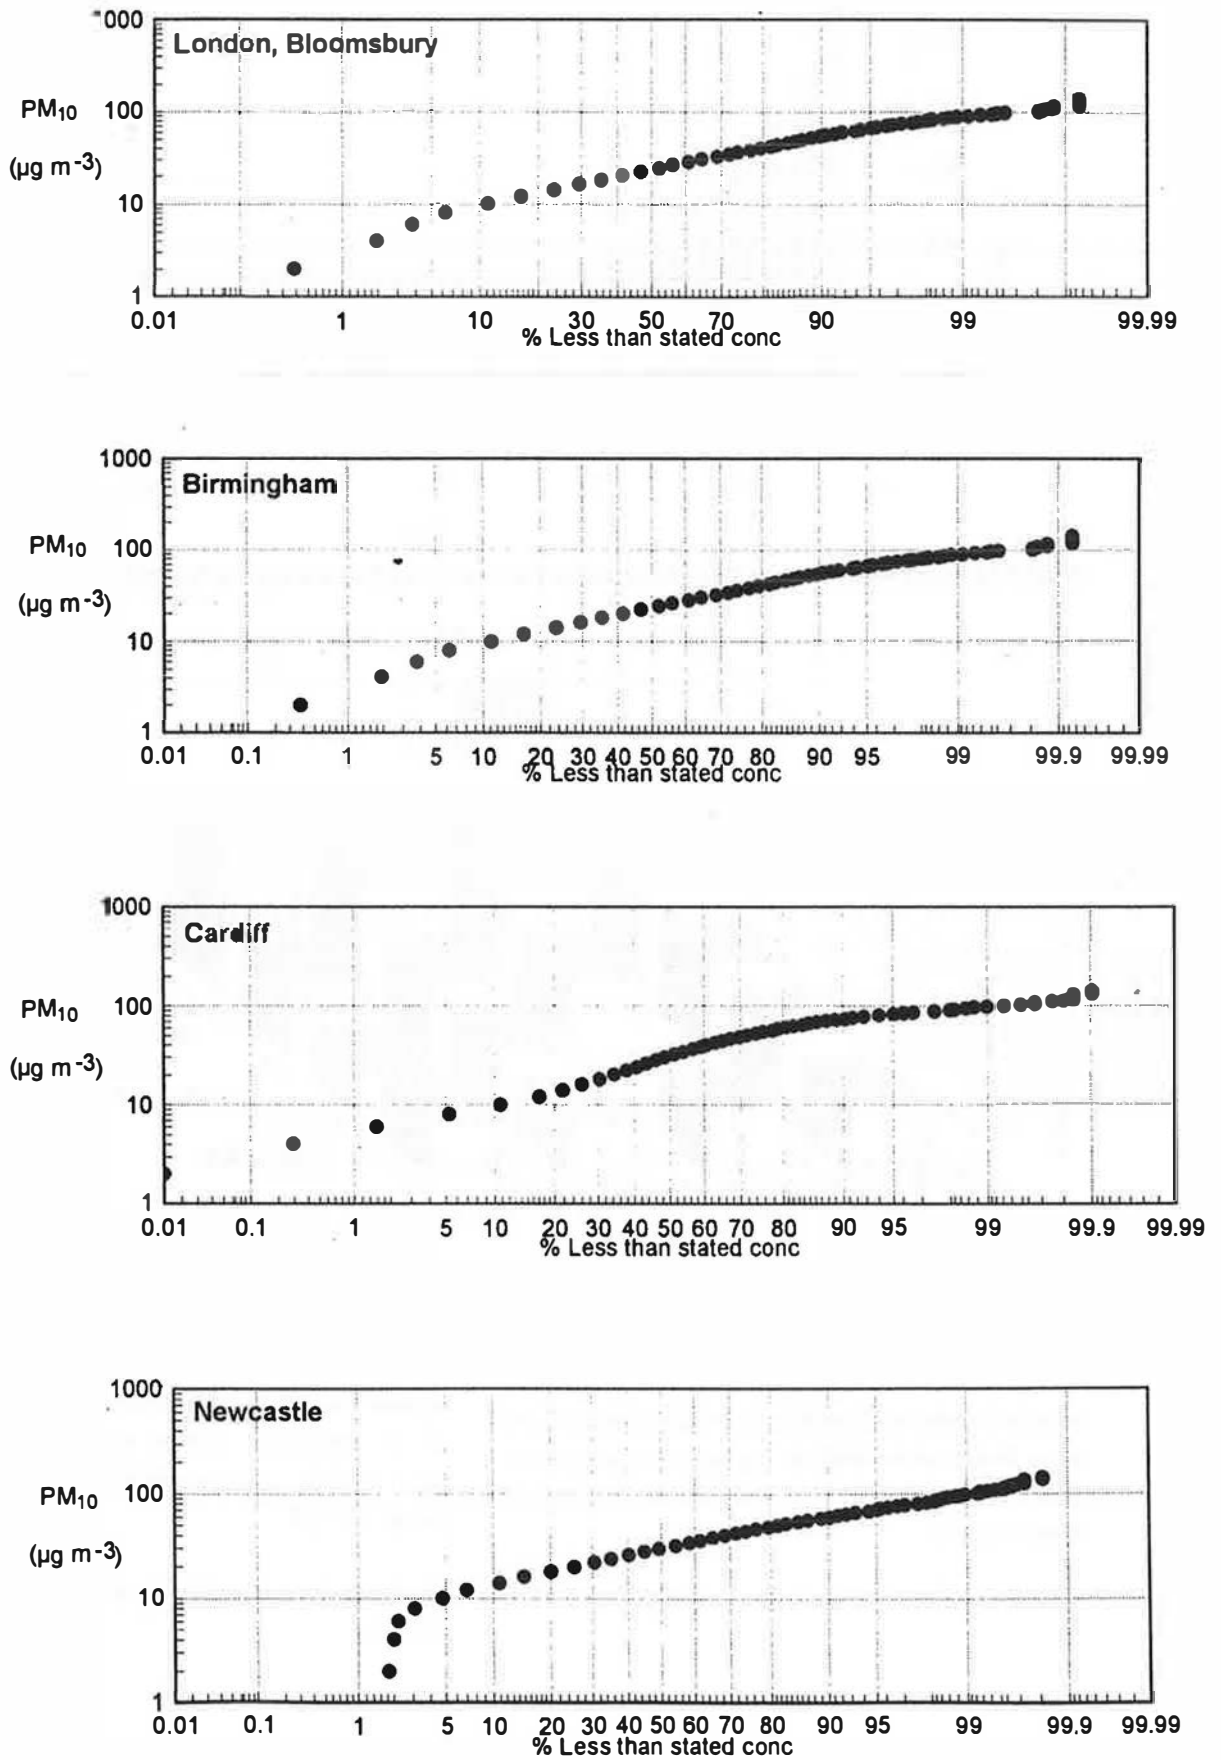 1000
London, Bloomsbury
PM10
100
(µg m-3)
10
1
0.01 1 10 30 50 70 90 99 99.99
% Less than stated conc
1000
Birmingham
PM10
100
(µg m-3)
10
1
0.01 0.1 1 5 10 20 30 40 50 60 70 80 90 95 99 99.9 99.99
% Less than stated conc
1000
Cardiff
PM10
100
(µg m-3)
10
1
0.01 0.1 1 5 10 20 30 40 50 60 70 80 90 95 99 99.9 99.99
% Less than stated conc
1000
Newcastle
PM10
100
(µg m-3)
10
1
0.01 0.1 1 5 10 20 30 40 50 60 70 80 90 95 99 99.9 99.99
% Less than stated conc